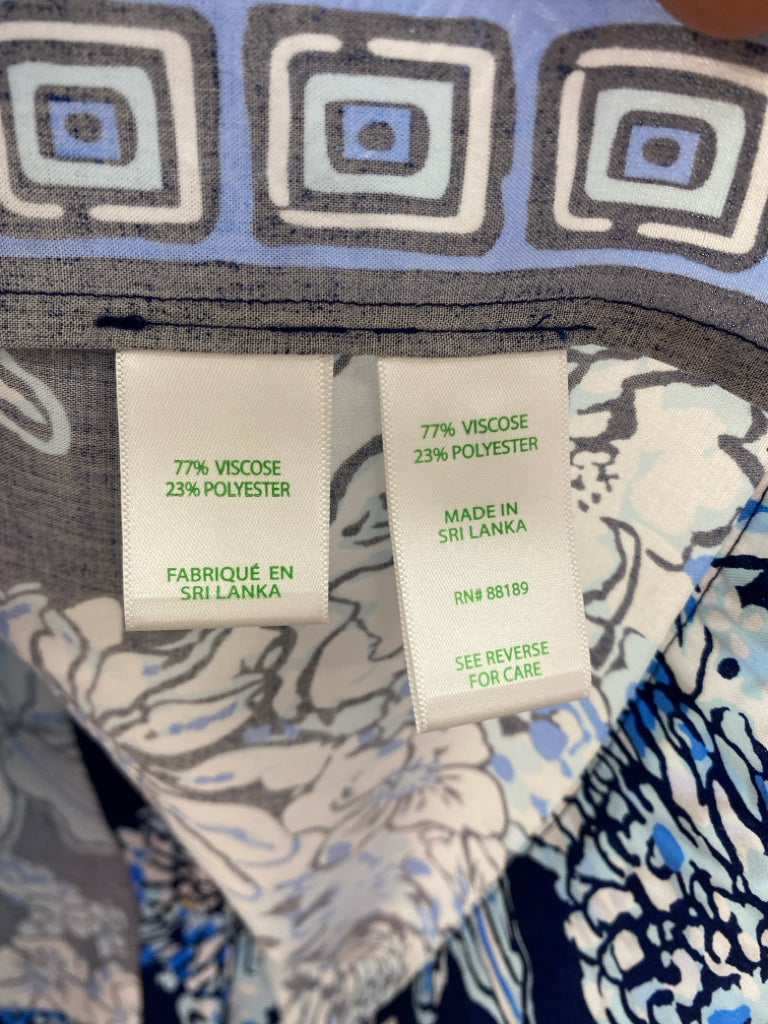 77% VISCOSE
23% POLYESTER
FABRIQUÉ EN
SRI LANKA
77% VISCOSE
23% POLYESTER
MADE IN
SRI LANKA
RN# 88189
SEE REVERSE
FOR CARE